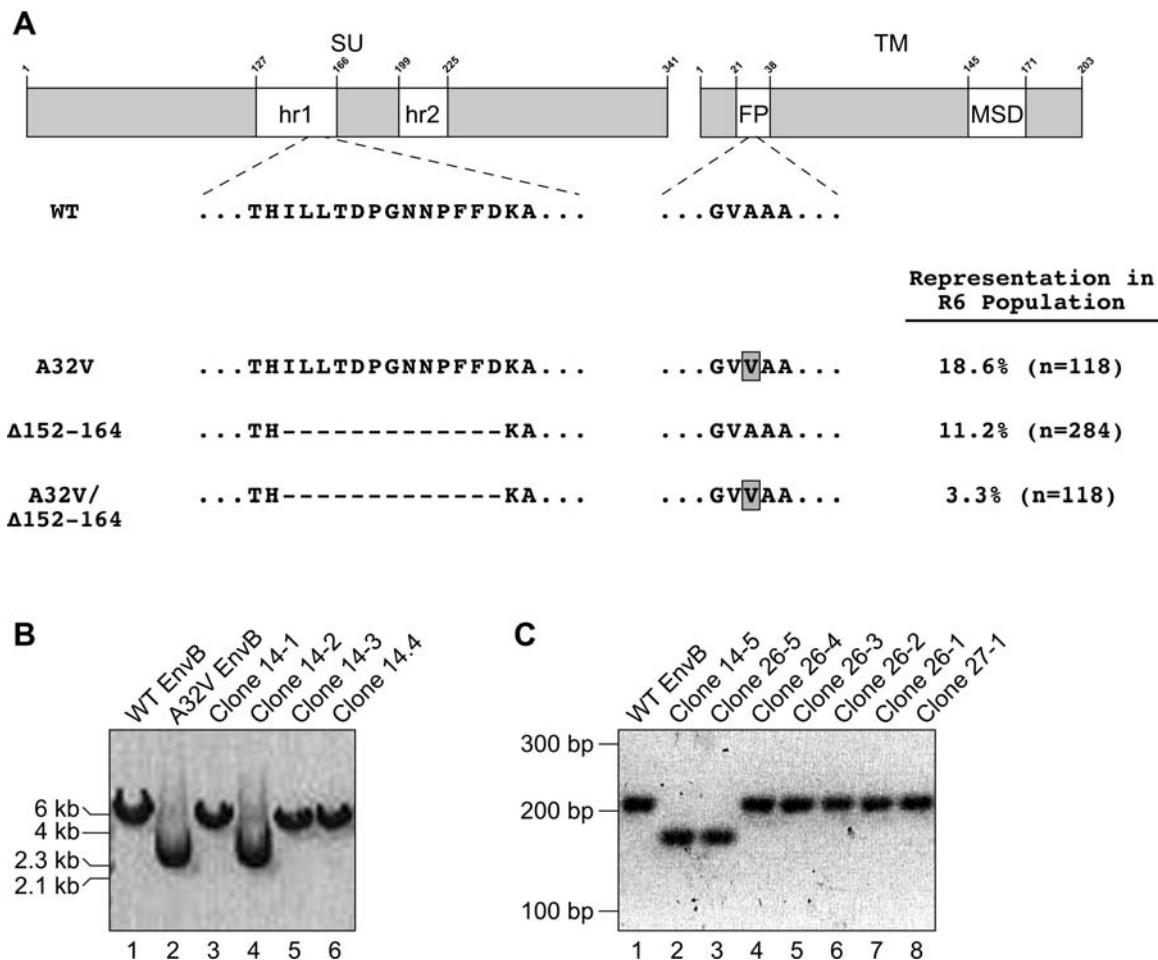 A
SU
TM
1 127 166 199 225 341 1 21 38 145 171 203
hr1 hr2 FP MSD
WT ...THILLTDPGNNPFFDKA... ...GVAAA...
Representation in
R6 Population
A32V ...THILLTDPGNNPFFDKA... ...GVVAA... 18.6% (n=118)
Δ152-164 ...TH-------------KA... ...GVAAA... 11.2% (n=284)
A32V/
Δ152-164 ...TH-------------KA... ...GVVAA... 3.3% (n=118)
B
WT EnvB
A32V EnvB
Clone 14-1
Clone 14-2
Clone 14-3
Clone 14.4
6 kb
4 kb
2.3 kb
2.1 kb
1 2 3 4 5 6
C
WT EnvB
Clone 14-5
Clone 26-5
Clone 26-4
Clone 26-3
Clone 26-2
Clone 26-1
Clone 27-1
300 bp
200 bp
100 bp
1 2 3 4 5 6 7 8